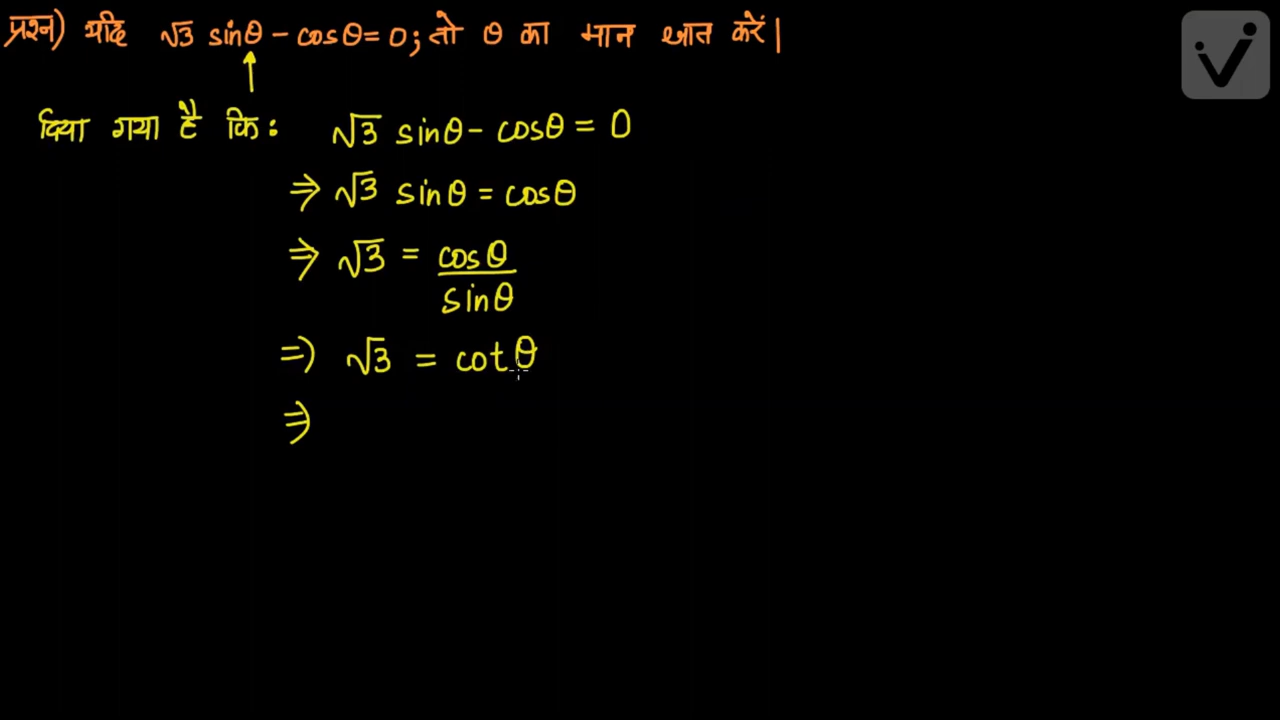 प्रश्न) यदि √3 sinθ - cosθ = 0 ; तो θ का मान ज्ञात करें |
दिया गया है कि : √3 sinθ - cosθ = 0
⇒ √3 sinθ = cosθ
⇒ √3 = cosθ / sinθ
⇒ √3 = cot θ
⇒